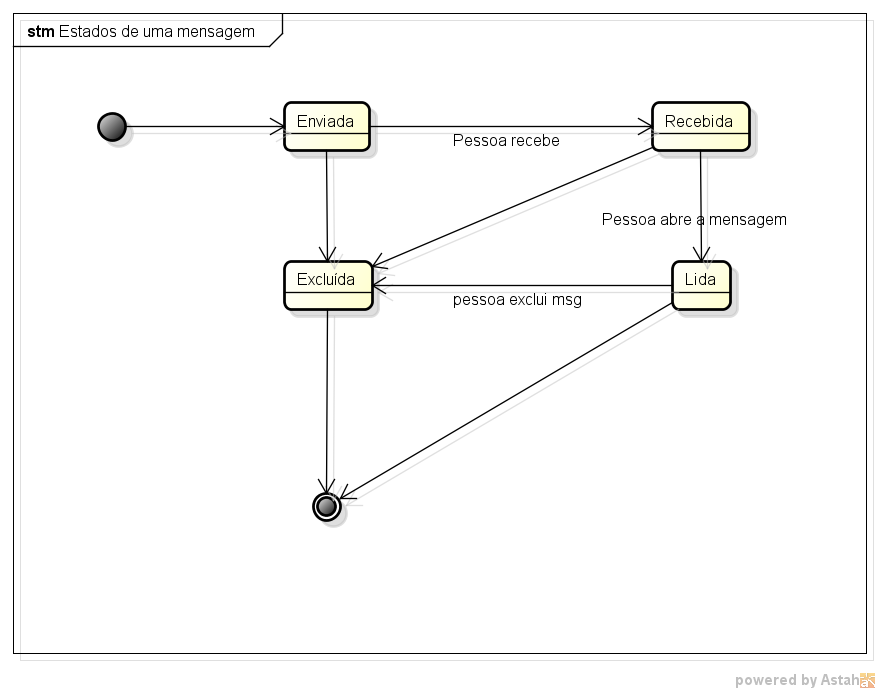 stm Estados de uma mensagem
Enviada
Recebida
Pessoa recebe
Pessoa abre a mensagem
Excluída
Lida
pessoa exclui msg
powered by Astah